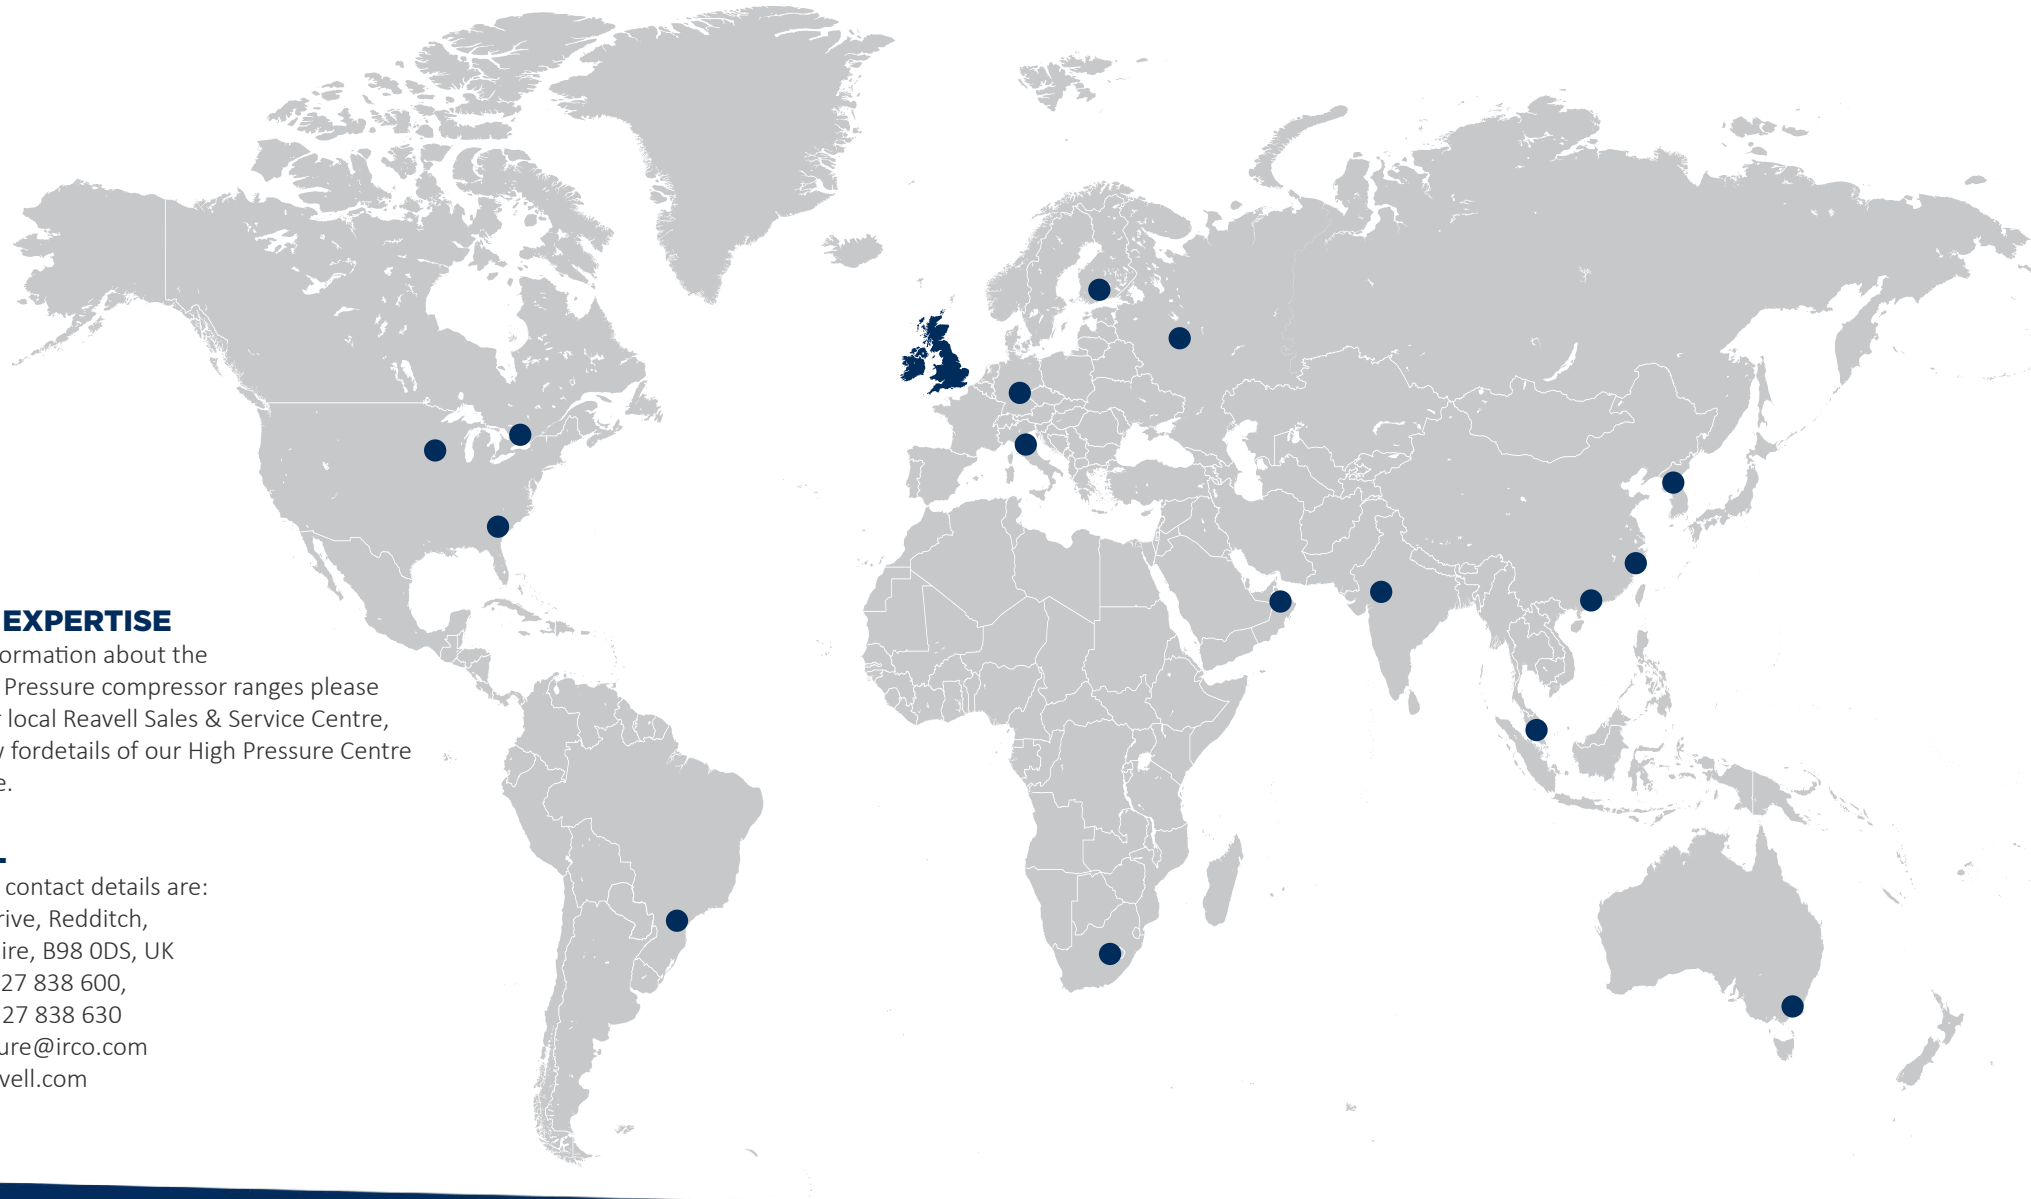 EXPERTISE
ormation about the
Pressure compressor ranges please
r local Reavell Sales & Service Centre,
fordetails of our High Pressure Centre
e.
contact details are:
rive, Redditch,
ire, B98 0DS, UK
27 838 600,
27 838 630
ure@irco.com
vell.com